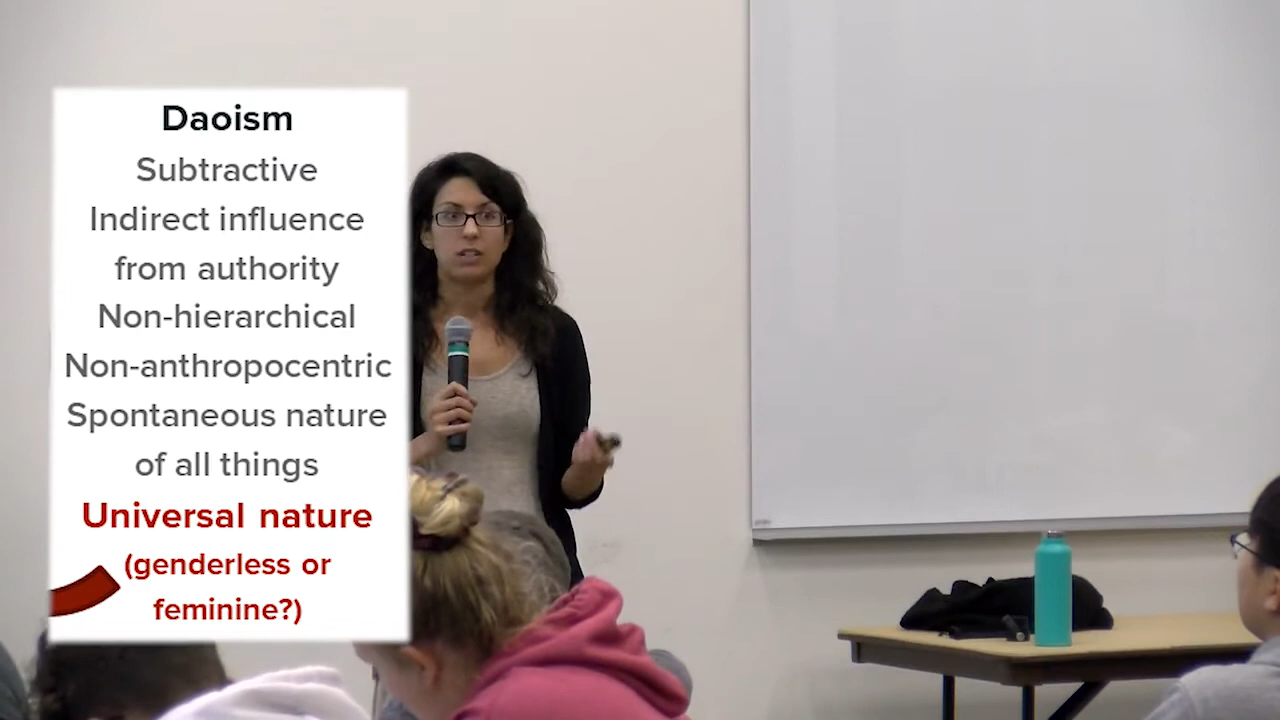 Daoism
Subtractive
Indirect influence
from authority
Non-hierarchical
Non-anthropocentric
Spontaneous nature
of all things
Universal nature
(genderless or
feminine?)